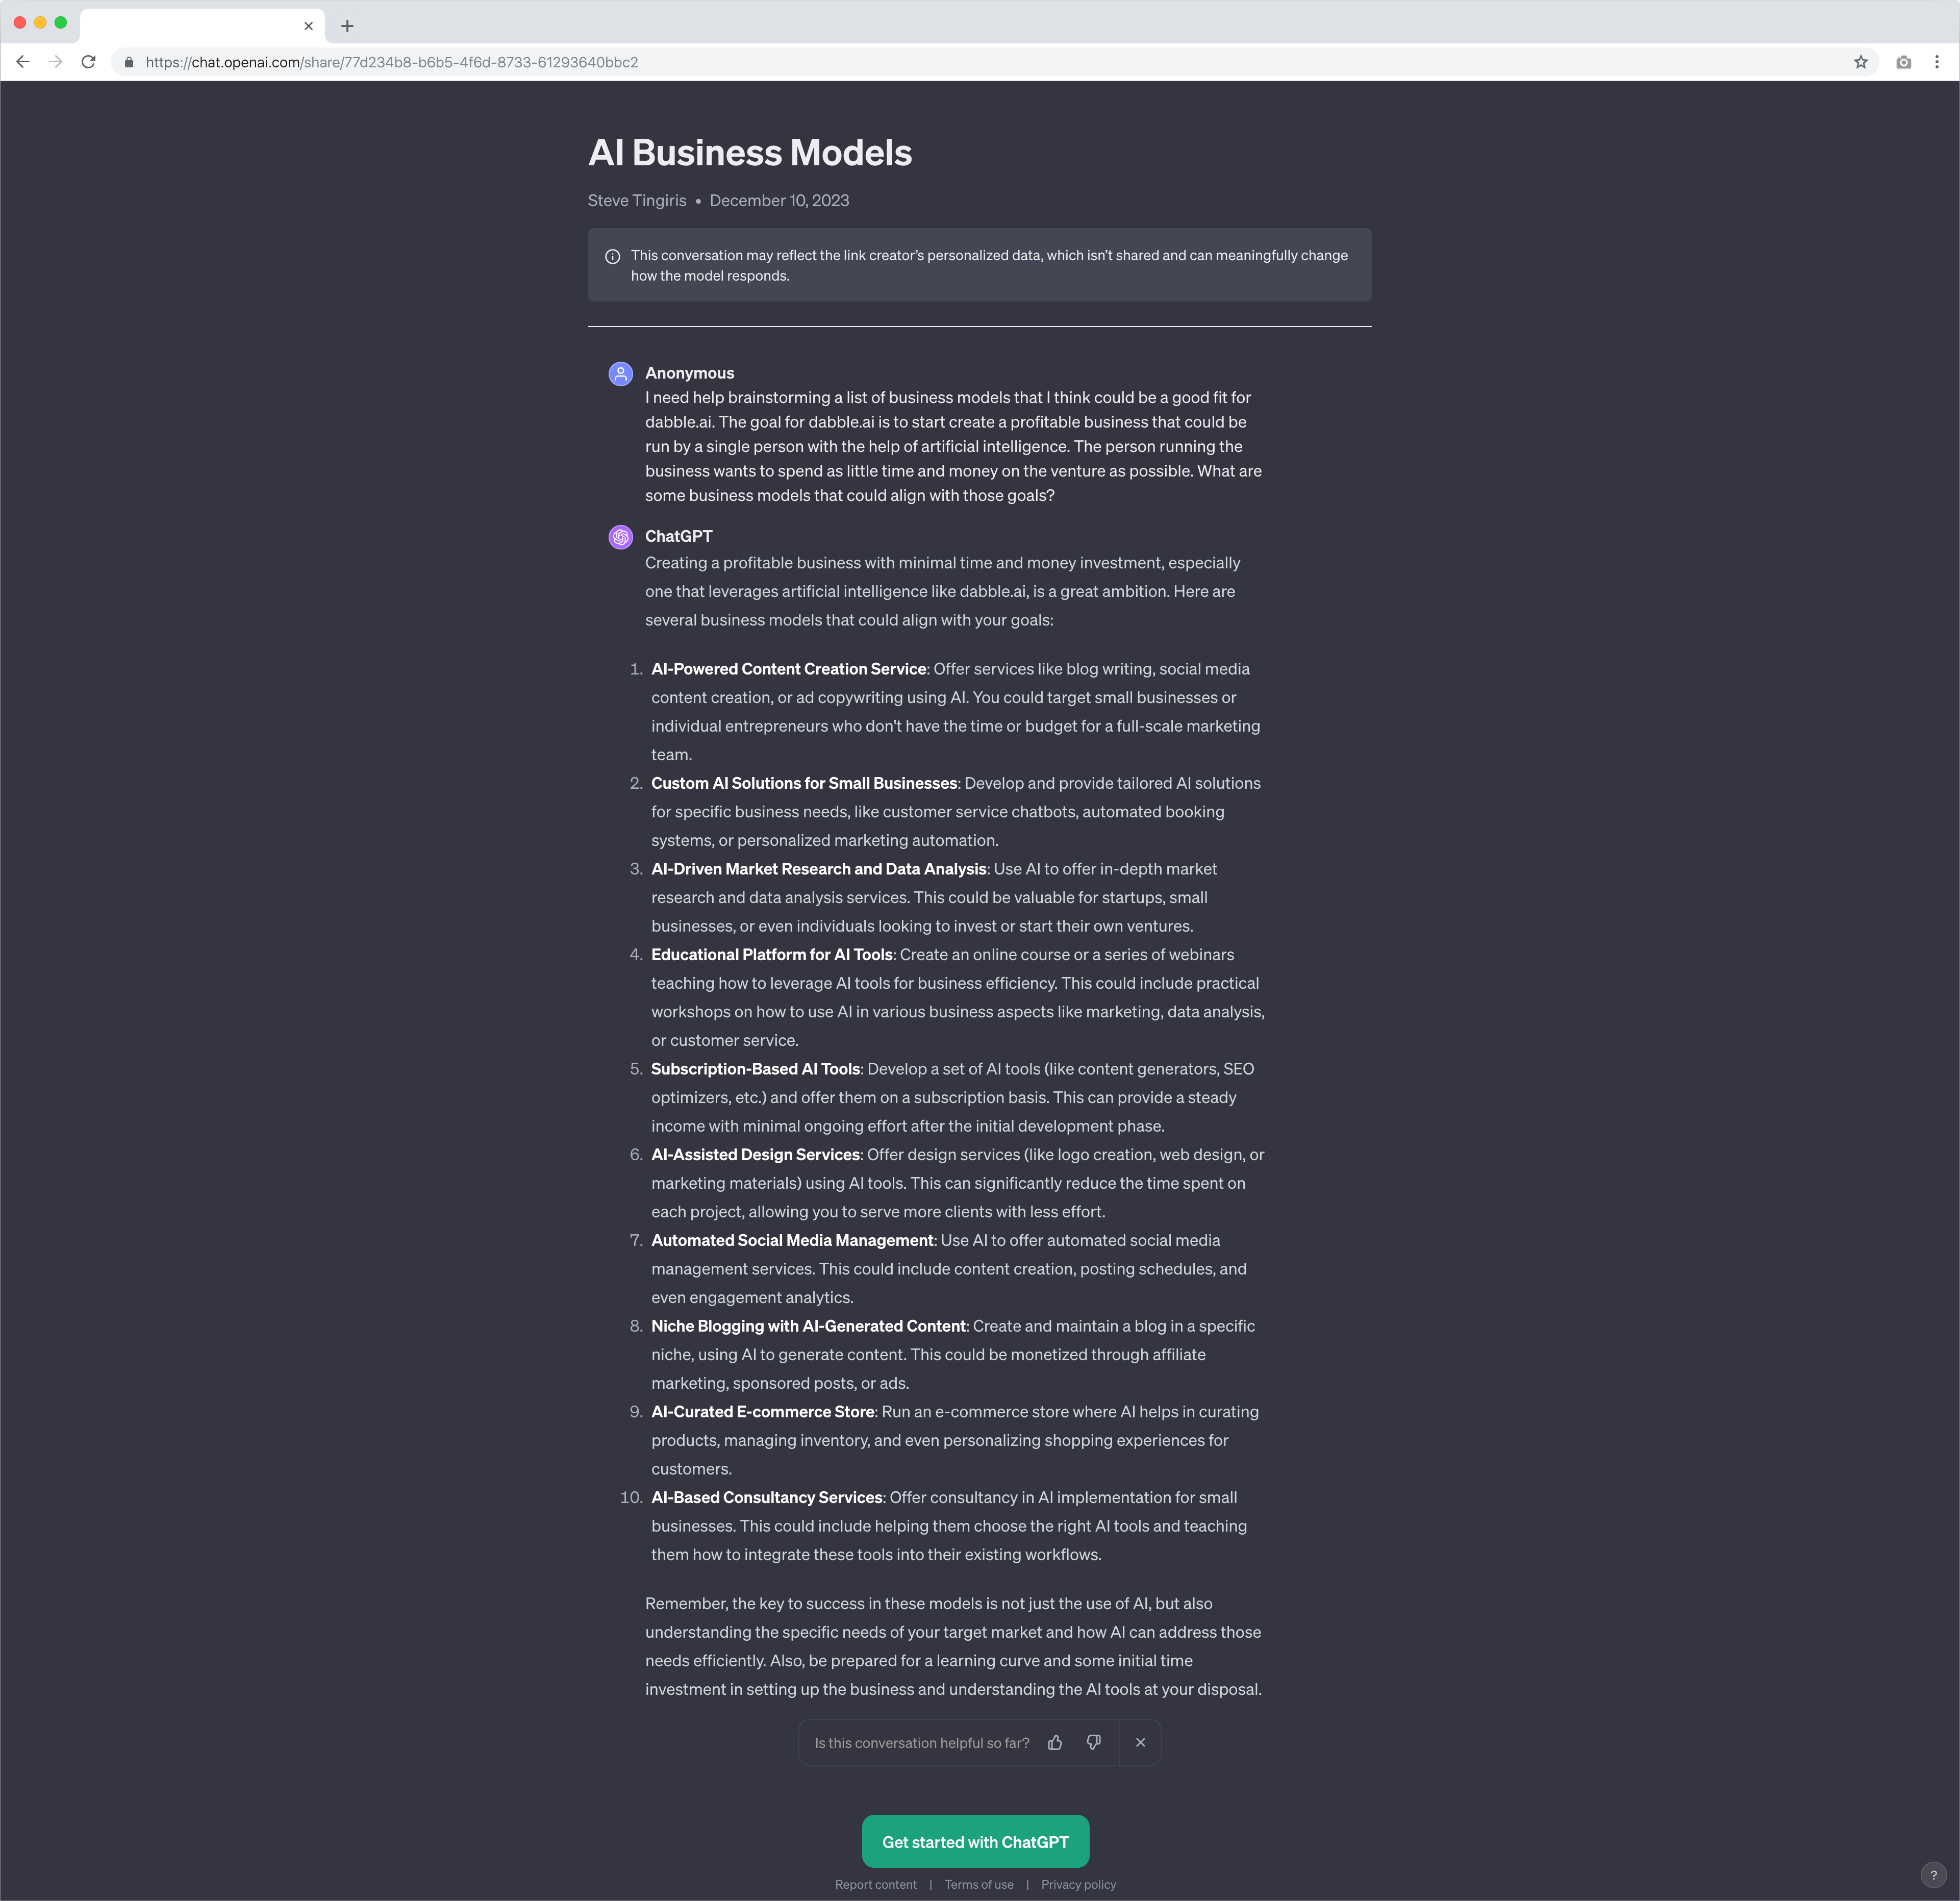 https://chat.openai.com/share/77d234b8-b6b5-4f6d-8733-61293640bbc2
AI Business Models
Steve Tingiris • December 10, 2023
This conversation may reflect the link creator's personalized data, which isn't shared and can meaningfully change
how the model responds.
Anonymous
I need help brainstorming a list of business models that I think could be a good fit for
dabble.ai. The goal for dabble.ai is to start create a profitable business that could be
run by a single person with the help of artificial intelligence. The person running the
business wants to spend as little time and money on the venture as possible. What are
some business models that could align with those goals?
ChatGPT
Creating a profitable business with minimal time and money investment, especially
one that leverages artificial intelligence like dabble.ai, is a great ambition. Here are
several business models that could align with your goals:
1. AI-Powered Content Creation Service: Offer services like blog writing, social media
content creation, or ad copywriting using AI. You could target small businesses or
individual entrepreneurs who don't have the time or budget for a full-scale marketing
team.
2. Custom AI Solutions for Small Businesses: Develop and provide tailored AI solutions
for specific business needs, like customer service chatbots, automated booking
systems, or personalized marketing automation.
3. AI-Driven Market Research and Data Analysis: Use AI to offer in-depth market
research and data analysis services. This could be valuable for startups, small
businesses, or even individuals looking to invest or start their own ventures.
4. Educational Platform for AI Tools: Create an online course or a series of webinars
teaching how to leverage AI tools for business efficiency. This could include practical
workshops on how to use AI in various business aspects like marketing, data analysis,
or customer service.
5. Subscription-Based AI Tools: Develop a set of AI tools (like content generators, SEO
optimizers, etc.) and offer them on a subscription basis. This can provide a steady
income with minimal ongoing effort after the initial development phase.
6. AI-Assisted Design Services: Offer design services (like logo creation, web design, or
marketing materials) using AI tools. This can significantly reduce the time spent on
each project, allowing you to serve more clients with less effort.
7. Automated Social Media Management: Use AI to offer automated social media
management services. This could include content creation, posting schedules, and
even engagement analytics.
8. Niche Blogging with AI-Generated Content: Create and maintain a blog in a specific
niche, using AI to generate content. This could be monetized through affiliate
marketing, sponsored posts, or ads.
9. AI-Curated E-commerce Store: Run an e-commerce store where AI helps in curating
products, managing inventory, and even personalizing shopping experiences for
customers.
10. AI-Based Consultancy Services: Offer consultancy in AI implementation for small
businesses. This could include helping them choose the right AI tools and teaching
them how to integrate these tools into their existing workflows.
Remember, the key to success in these models is not just the use of AI, but also
understanding the specific needs of your target market and how AI can address those
needs efficiently. Also, be prepared for a learning curve and some initial time
investment in setting up the business and understanding the AI tools at your disposal.
Is this conversation helpful so far?
Get started with ChatGPT
Report content | Terms of use | Privacy policy
?